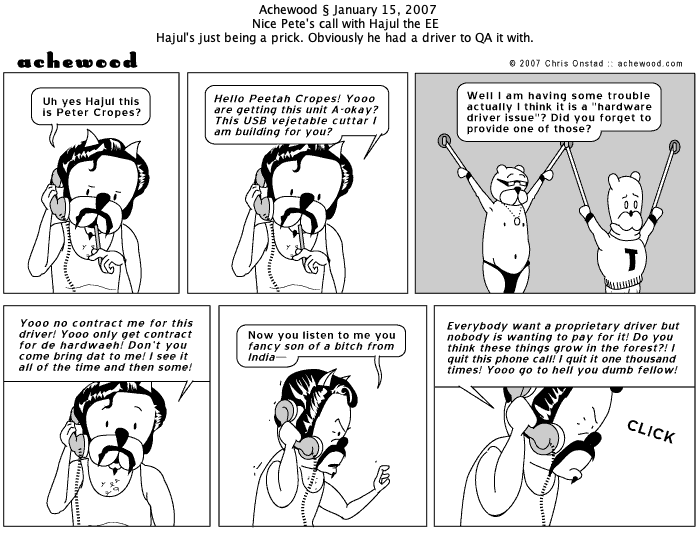 Achewood § January 15, 2007
Nice Pete's call with Hajul the EE
Hajul's just being a prick. Obviously he had a driver to QA it with.
achewood
© 2007 Chris Onstad :: achewood.com
Uh yes Hajul this
is Peter Cropes?
Hello Peetah Cropes! Yooo
are getting this unit A-okay?
This USB vejetable cuttar I
am building for you?
Well I am having some trouble
actually I think it is a "hardware
driver issue"? Did you forget to
provide one of those?
T
Yooo no contract me for this
driver! Yooo only get contract
for de hardwaeh! Don't you
come bring dat to me! I see it
all of the time and then some!
Now you listen to me you
fancy son of a bitch from
India—
Everybody want a proprietary driver but
nobody is wanting to pay for it! Do you
think these things grow in the forest?! I
quit this phone call! I quit it one thousand
times! Yooo go to hell you dumb fellow!
CLICK